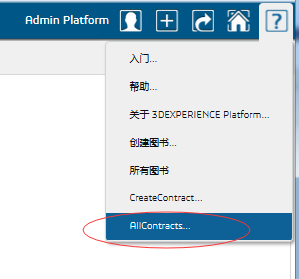 Admin Platform
?
入门...
帮助...
关于 3DEXPERIENCE Platform...
创建图书...
所有图书
CreateContract...
AllContracts...